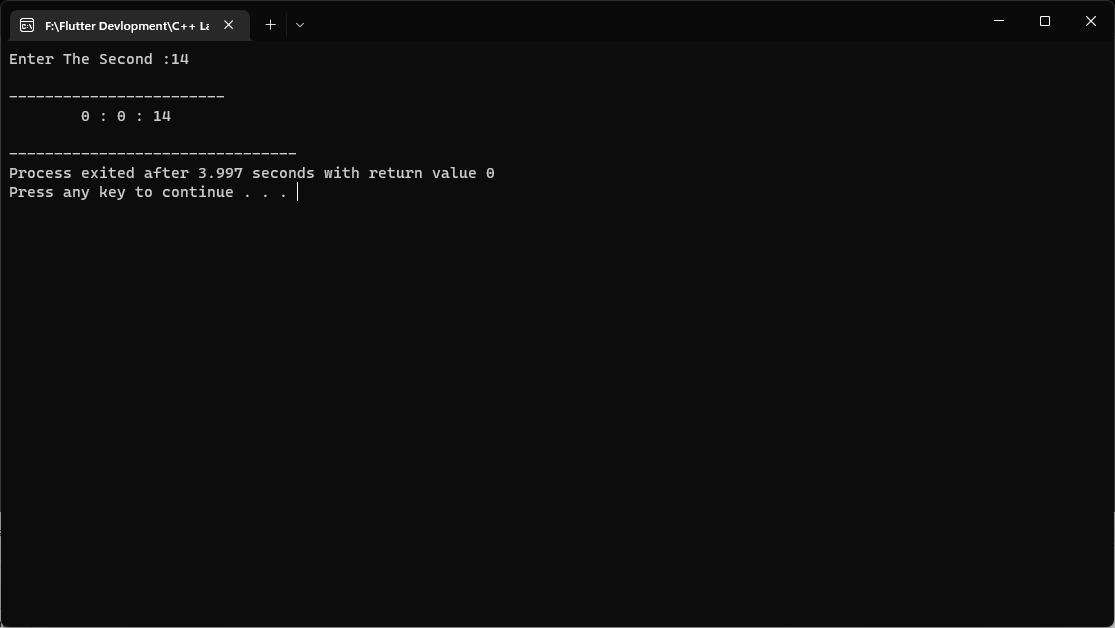 F:\Flutter Devlopment\C++ La
Enter The Second :14
------------------------
0 : 0 : 14
--------------------------------
Process exited after 3.997 seconds with return value 0
Press any key to continue . . .